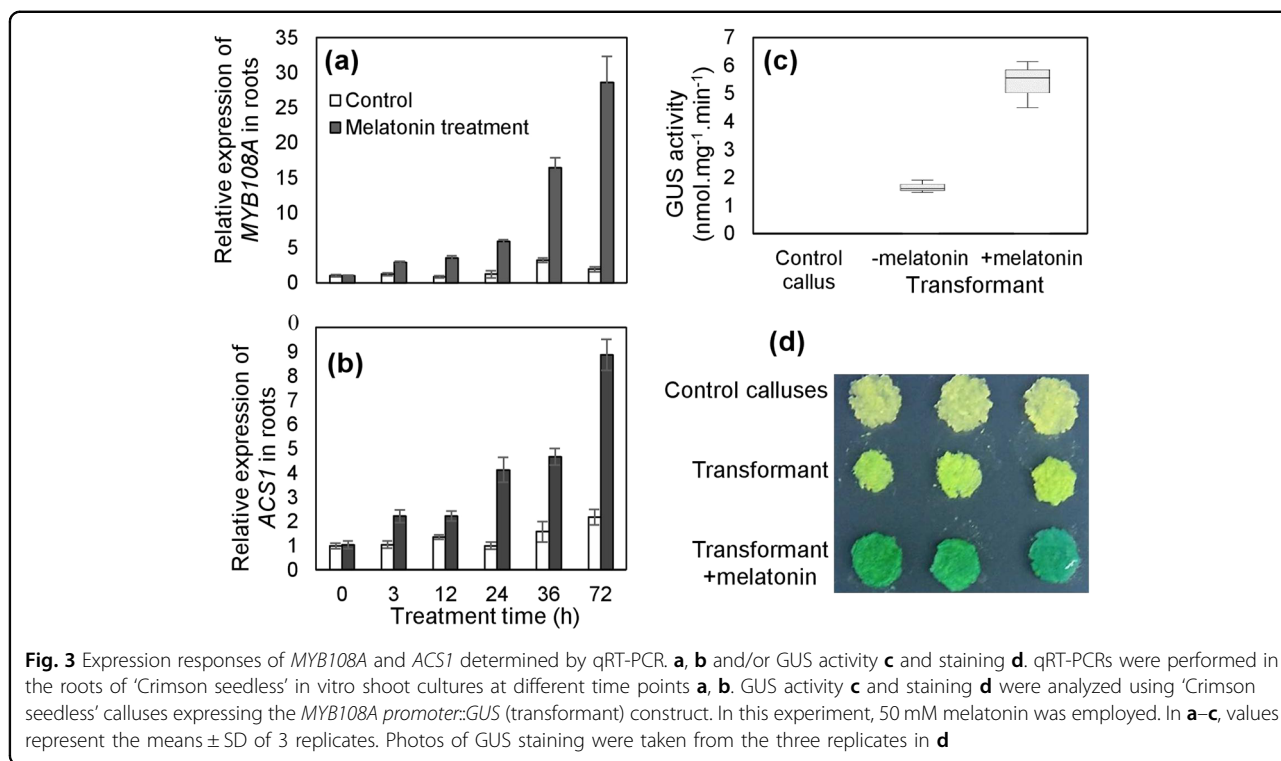 (a)
Relative expression of
MYB108A in roots
35
30
25
20
15
10
5
0
Control
Melatonin treatment
(b)
Relative expression of
ACS1 in roots
0
9
8
7
6
5
4
3
2
1
0
0 3 12 24 36 72
Treatment time (h)
(c)
GUS activity
(nmol.mg-1.min-1)
7
6
5
4
3
2
1
0
Control
callus
-melatonin +melatonin
Transformant
(d)
Control calluses
Transformant
Transformant
+melatonin
Fig. 3 Expression responses of MYB108A and ACS1 determined by qRT-PCR. a, b and/or GUS activity c and staining d. qRT-PCRs were performed in
the roots of ‘Crimson seedless’ in vitro shoot cultures at different time points a, b. GUS activity c and staining d were analyzed using ‘Crimson
seedless’ calluses expressing the MYB108A promoter::GUS (transformant) construct. In this experiment, 50 mM melatonin was employed. In a–c, values
represent the means ± SD of 3 replicates. Photos of GUS staining were taken from the three replicates in d